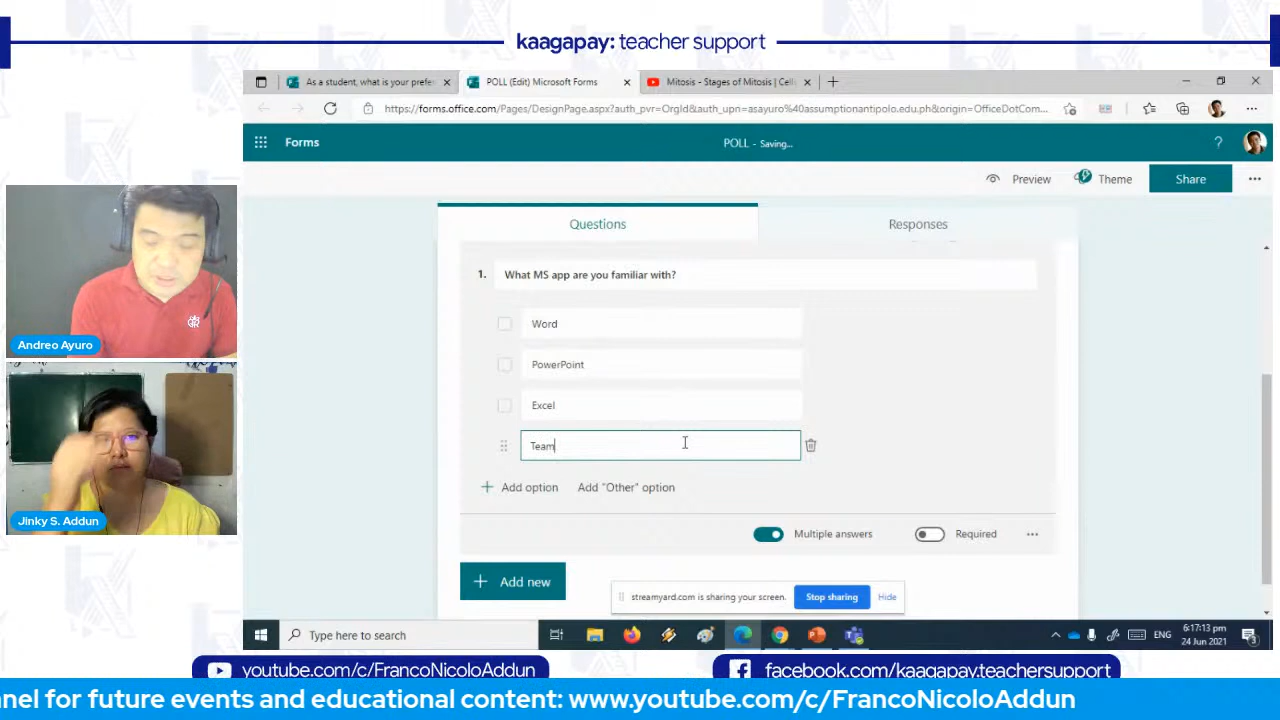 kaagapay: teacher support
As a student, what is your prefe
POLL (Edit) Microsoft Forms
Mitosis - Stages of Mitosis | Cell
https://forms.office.com/Pages/DesignPage.aspx?auth_pvr=OrgId&auth_upn=asayuro%40assumptionantipolo.edu.ph&origin=OfficeDotCom...
Forms
POLL - Saving...
?
Preview
Theme
Share
Questions
Responses
1. What MS app are you familiar with?
Word
PowerPoint
Excel
Team
Add option
Add "Other" option
Multiple answers
Required
Add new
streamyard.com is sharing your screen.
Stop sharing
Hide
Andreo Ayuro
Jinky S. Addun
Type here to search
ENG
6:17:13 pm
24 Jun 2021
3
youtube.com/c/FrancoNicoloAddun
facebook.com/kaagapay.teachersupport
nel for future events and educational content: www.youtube.com/c/FrancoNicoloAddun